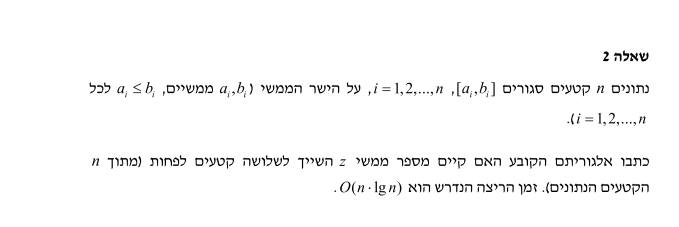 שאלה 2
נתונים n קטעים סגורים [a_i,b_i], i = 1,2,...,n, על הישר הממשי (a_i,b_i ממשיים, a_i ≤ b_i לכל
i = 1,2,...,n).
כתבו אלגוריתם הקובע האם קיים מספר ממשי z השייך לשלושה קטעים לפחות (מתוך n
הקטעים הנתונים). זמן הריצה הנדרש הוא O(n·lg n).